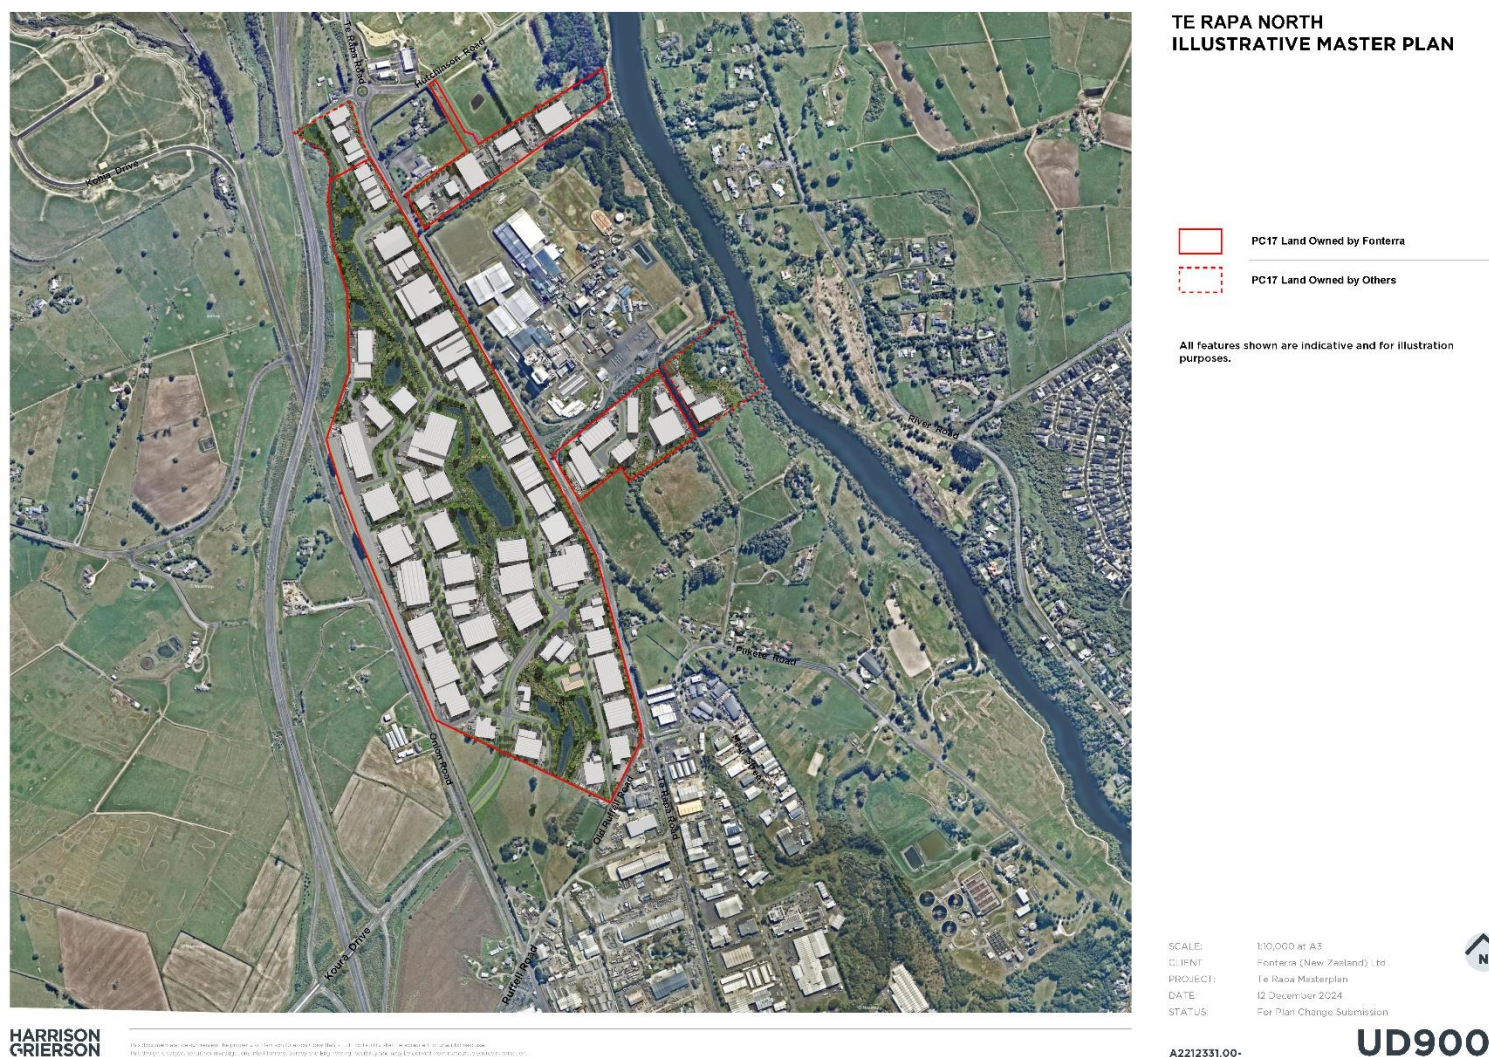 TE RAPA NORTH
ILLUSTRATIVE MASTER PLAN
PC17 Land Owned by Fonterra
PC17 Land Owned by Others
All features shown are indicative and for illustration
purposes.
Te Rapa Road
Hutchinson Road
Kohia Drive
River Road
Pukete Road
Onion Road
Old Ruffell Road
Te Rapa Road
Koura Drive
Ruffell Road
SCALE: 1:10,000 at A3
CLIENT Fonterra (New Zealand) Ltd
PROJECT: Te Rapa Masterplan
DATE 12 December 2024
STATUS: For Plan Change Submission
N
HARRISON
GRIERSON
A2212331.00-
UD900